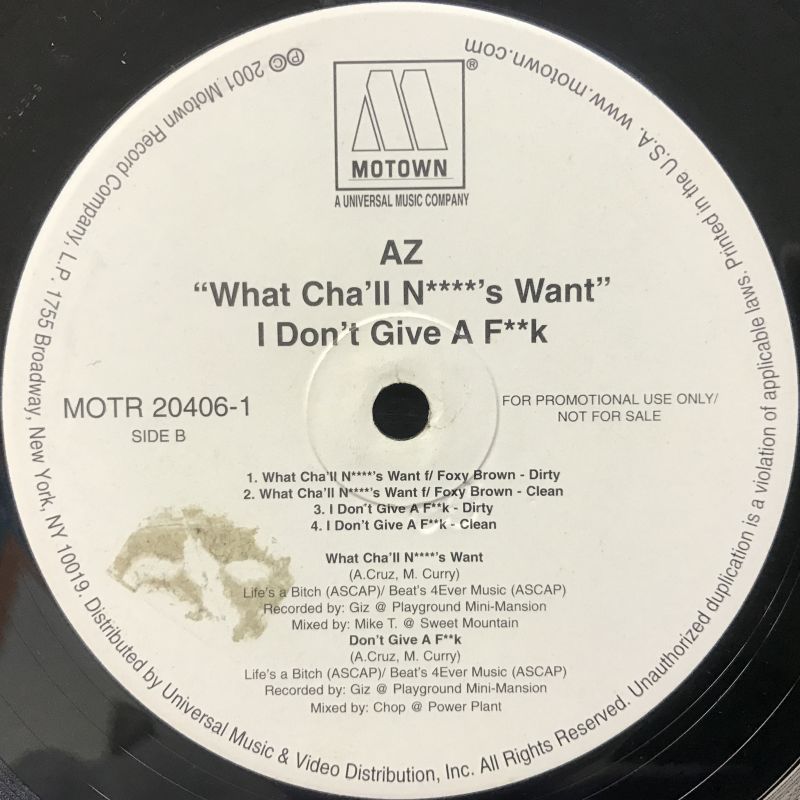 MOTOWN
®
A UNIVERSAL MUSIC COMPANY
AZ
“What Cha'll N****'s Want”
I Don't Give A F**k
MOTR 20406-1
SIDE B
FOR PROMOTIONAL USE ONLY/
NOT FOR SALE
1. What Cha'll N****'s Want f/ Foxy Brown - Dirty
2. What Cha'll N****'s Want f/ Foxy Brown - Clean
3. I Don't Give A F**k - Dirty
4. I Don't Give A F**k - Clean
What Cha'll N****'s Want
(A.Cruz, M. Curry)
Life's a Bitch (ASCAP)/ Beat's 4Ever Music (ASCAP)
Recorded by: Giz @ Playground Mini-Mansion
Mixed by: Mike T. @ Sweet Mountain
Don't Give A F**k
(A.Cruz, M. Curry)
Life's a Bitch (ASCAP)/ Beat's 4Ever Music (ASCAP)
Recorded by: Giz @ Playground Mini-Mansion
Mixed by: Chop @ Power Plant
℗© 2001 Motown Record Company, L.P. 1755 Broadway, New York, NY 10019. Distributed by Universal Music & Video Distribution, Inc. All Rights Reserved. Unauthorized duplication is a violation of applicable laws. Printed in the U.S.A. www.motown.com